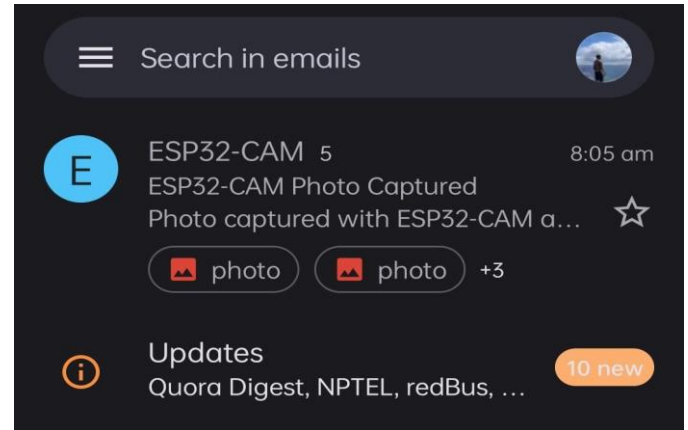 Search in emails
E
ESP32-CAM 5
8:05 am
ESP32-CAM Photo Captured
Photo captured with ESP32-CAM a...
photo
photo
+3
Updates
10 new
Quora Digest, NPTEL, redBus, ...